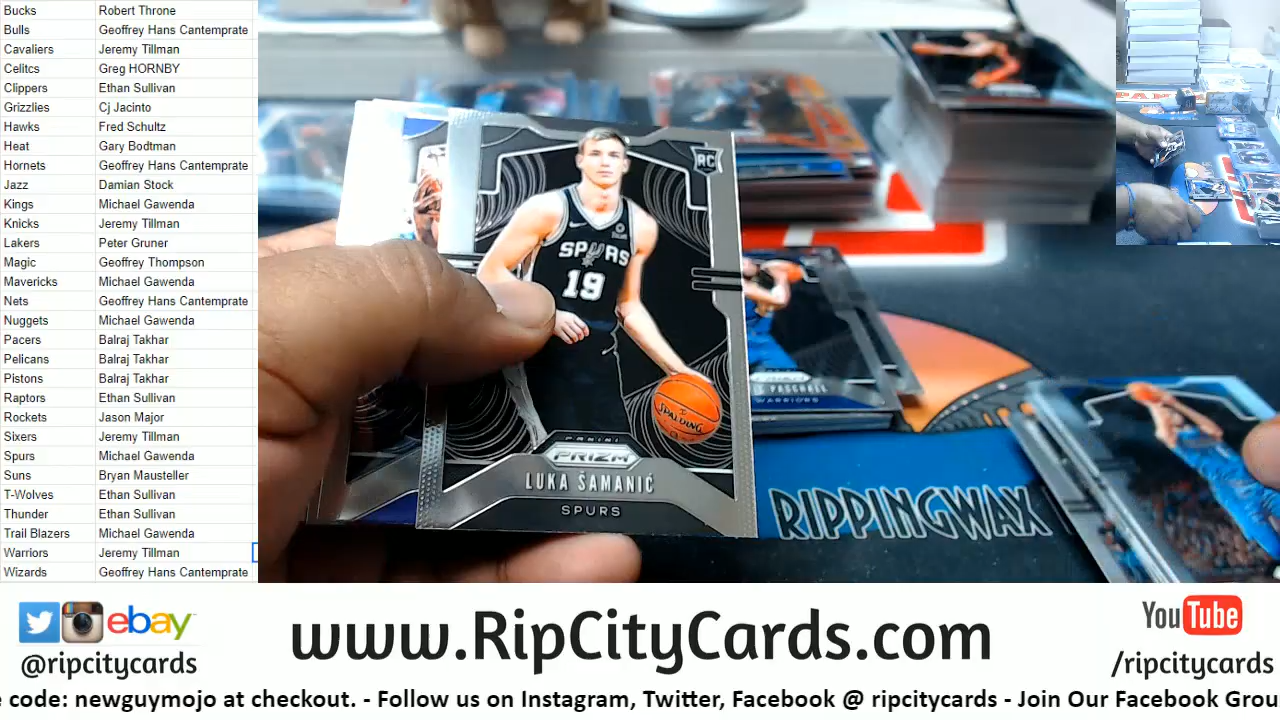 Bucks Robert Throne
Bulls Geoffrey Hans Cantemprate
Cavaliers Jeremy Tillman
Celitcs Greg HORNBY
Clippers Ethan Sullivan
Grizzlies Cj Jacinto
Hawks Fred Schultz
Heat Gary Bodtman
Hornets Geoffrey Hans Cantemprate
Jazz Damian Stock
Kings Michael Gawenda
Knicks Jeremy Tillman
Lakers Peter Gruner
Magic Geoffrey Thompson
Mavericks Michael Gawenda
Nets Geoffrey Hans Cantemprate
Nuggets Michael Gawenda
Pacers Balraj Takhar
Pelicans Balraj Takhar
Pistons Balraj Takhar
Raptors Ethan Sullivan
Rockets Jason Major
Sixers Jeremy Tillman
Spurs Michael Gawenda
Suns Bryan Mausteller
T-Wolves Ethan Sullivan
Thunder Ethan Sullivan
Trail Blazers Michael Gawenda
Warriors Jeremy Tillman
Wizards Geoffrey Hans Cantemprate
RC
SPURS
19
SPALDING
PANINI
PRIZM
LUKA ŠAMANIĆ
SPURS
PASCHALL
WARRIORS
RIPPINGWAX
ebay
@ripcitycards
www.RipCityCards.com
YouTube
/ripcitycards
e code: newguymojo at checkout. - Follow us on Instagram, Twitter, Facebook @ ripcitycards - Join Our Facebook Grou